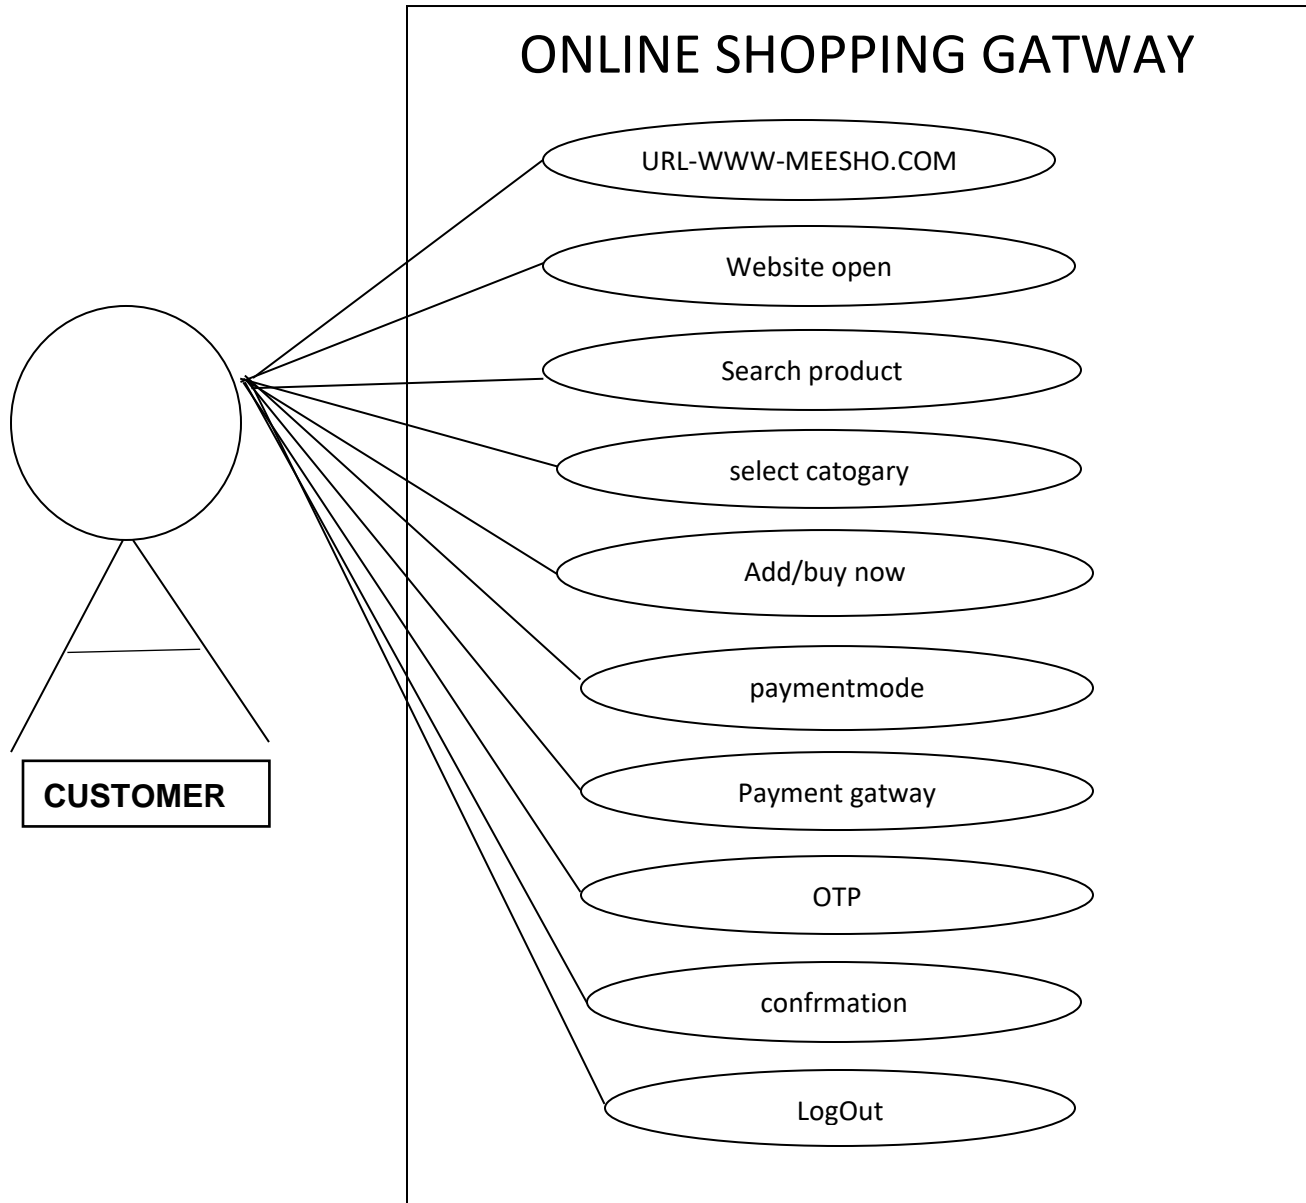 ONLINE SHOPPING GATWAY
URL-WWW-MEESHO.COM
Website open
Search product
select catogary
Add/buy now
paymentmode
Payment gatway
OTP
confrmation
LogOut
CUSTOMER